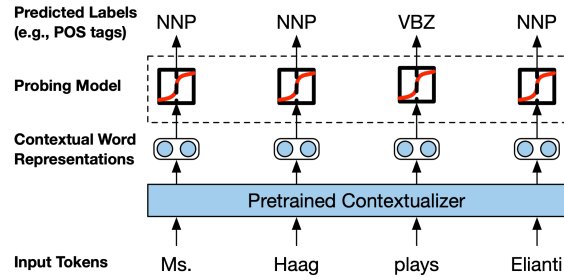 Predicted Labels
(e.g., POS tags)
NNP NNP VBZ NNP
Probing Model
Contextual Word
Representations
Pretrained Contextualizer
Input Tokens
Ms. Haag plays Elianti